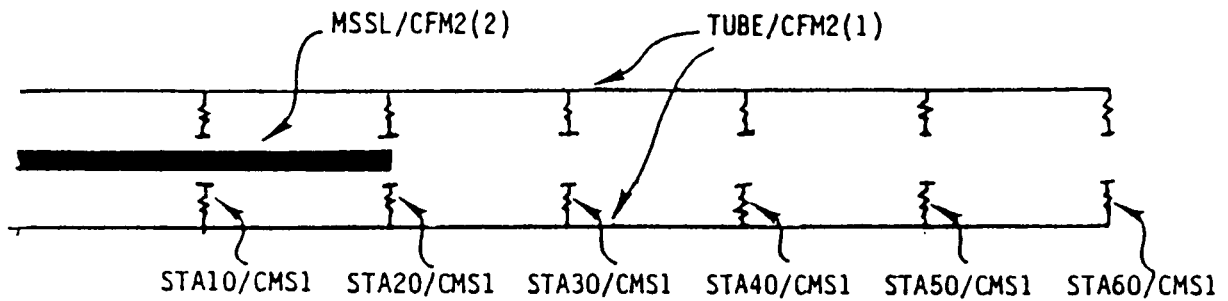 MSSL/CFM2(2) TUBE/CFM2(1)
STA10/CMS1 STA20/CMS1 STA30/CMS1 STA40/CMS1 STA50/CMS1 STA60/CMS1